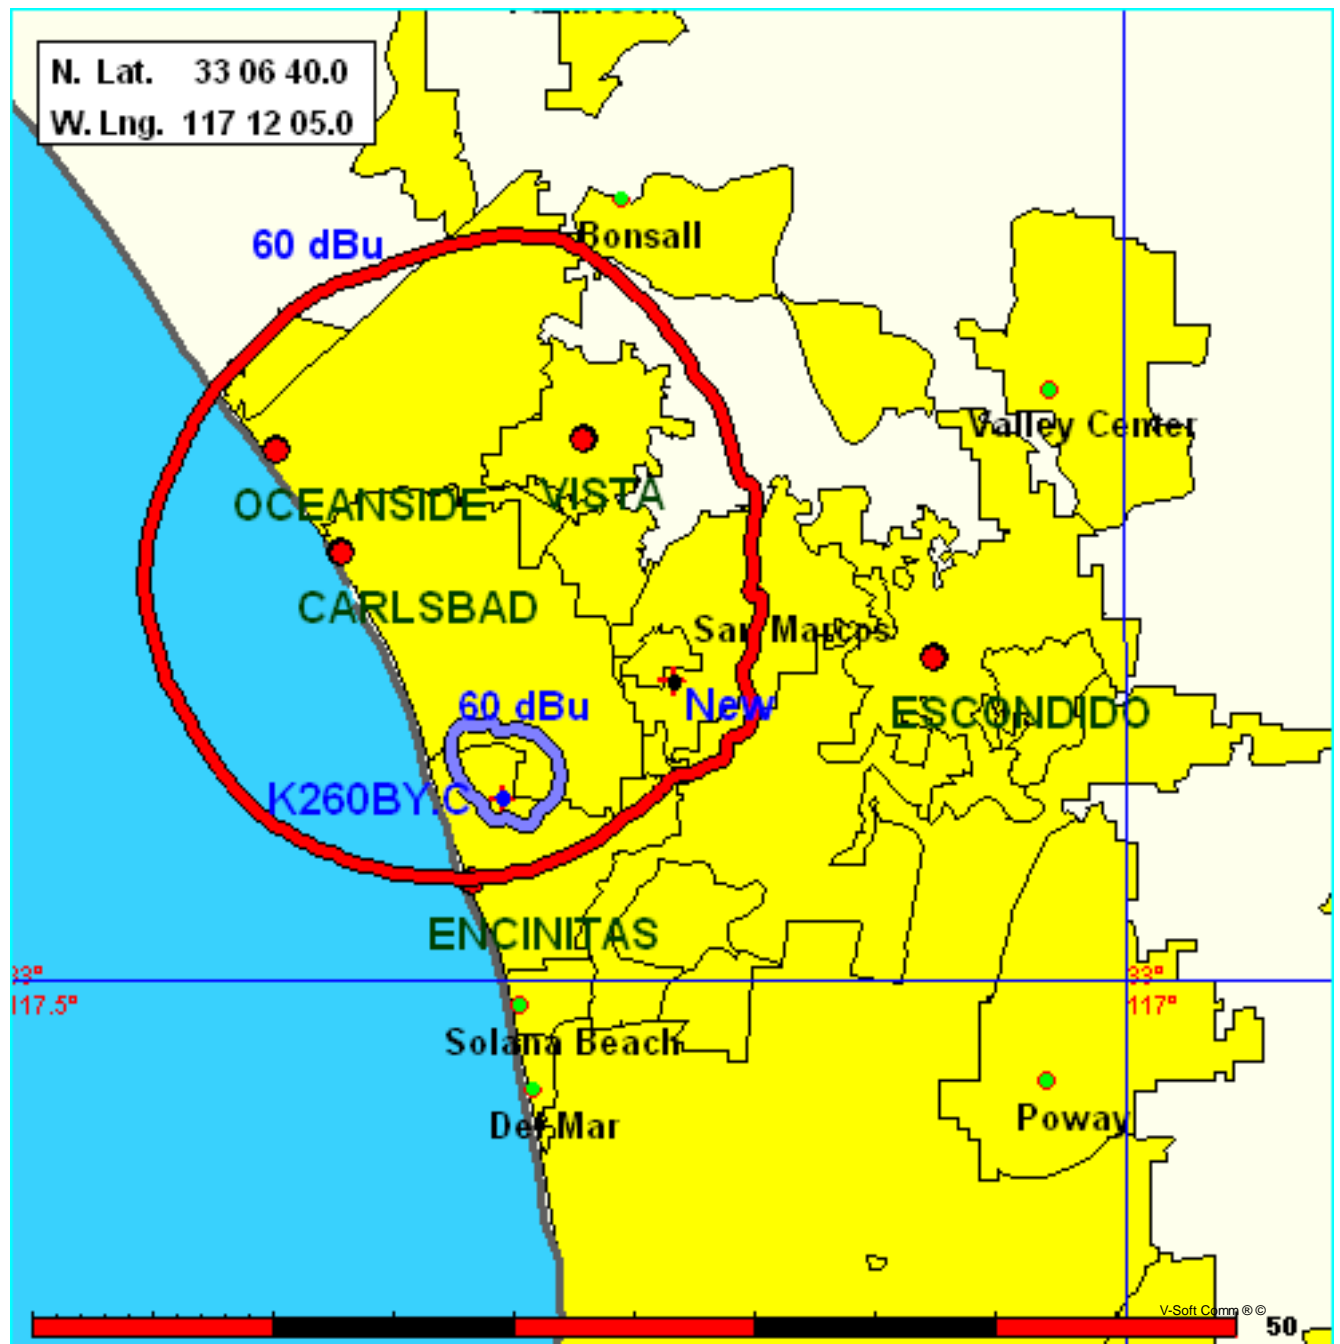 N. Lat. 33 06 40.0
W. Lng. 117 12 05.0
60 dBu
Bonsall
Valley Center
OCEANSIDE
VISTA
CARLSBAD
San Marcos
60 dBu
New
ESCONDIDO
K260BY.C
ENCINITAS
33°
33°
117.5°
117°
Solana Beach
Del Mar
Poway
V-Soft Comm ® ©
50